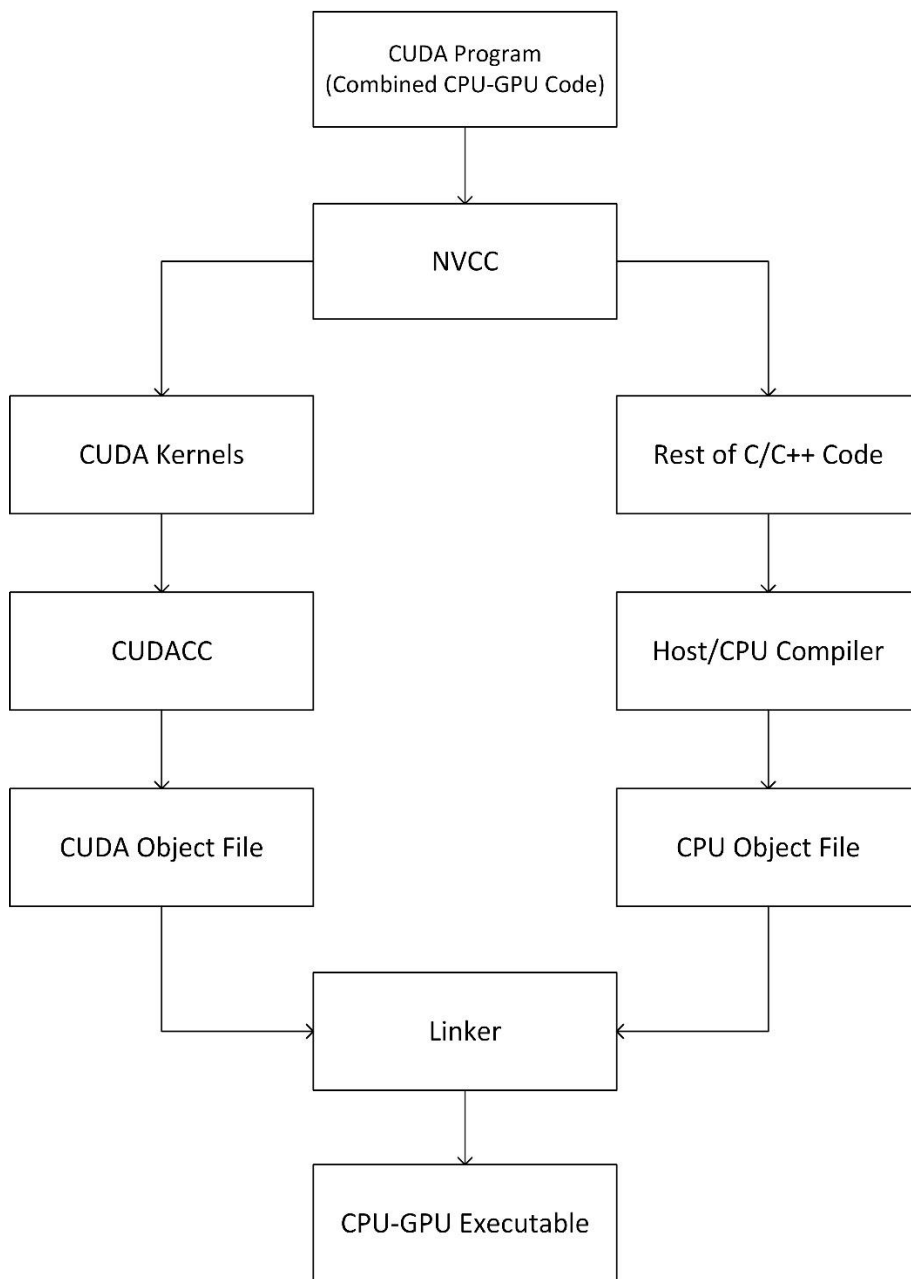 CUDA Program
(Combined CPU-GPU Code)
NVCC
CUDA Kernels
Rest of C/C++ Code
CUDACC
Host/CPU Compiler
CUDA Object File
CPU Object File
Linker
CPU-GPU Executable